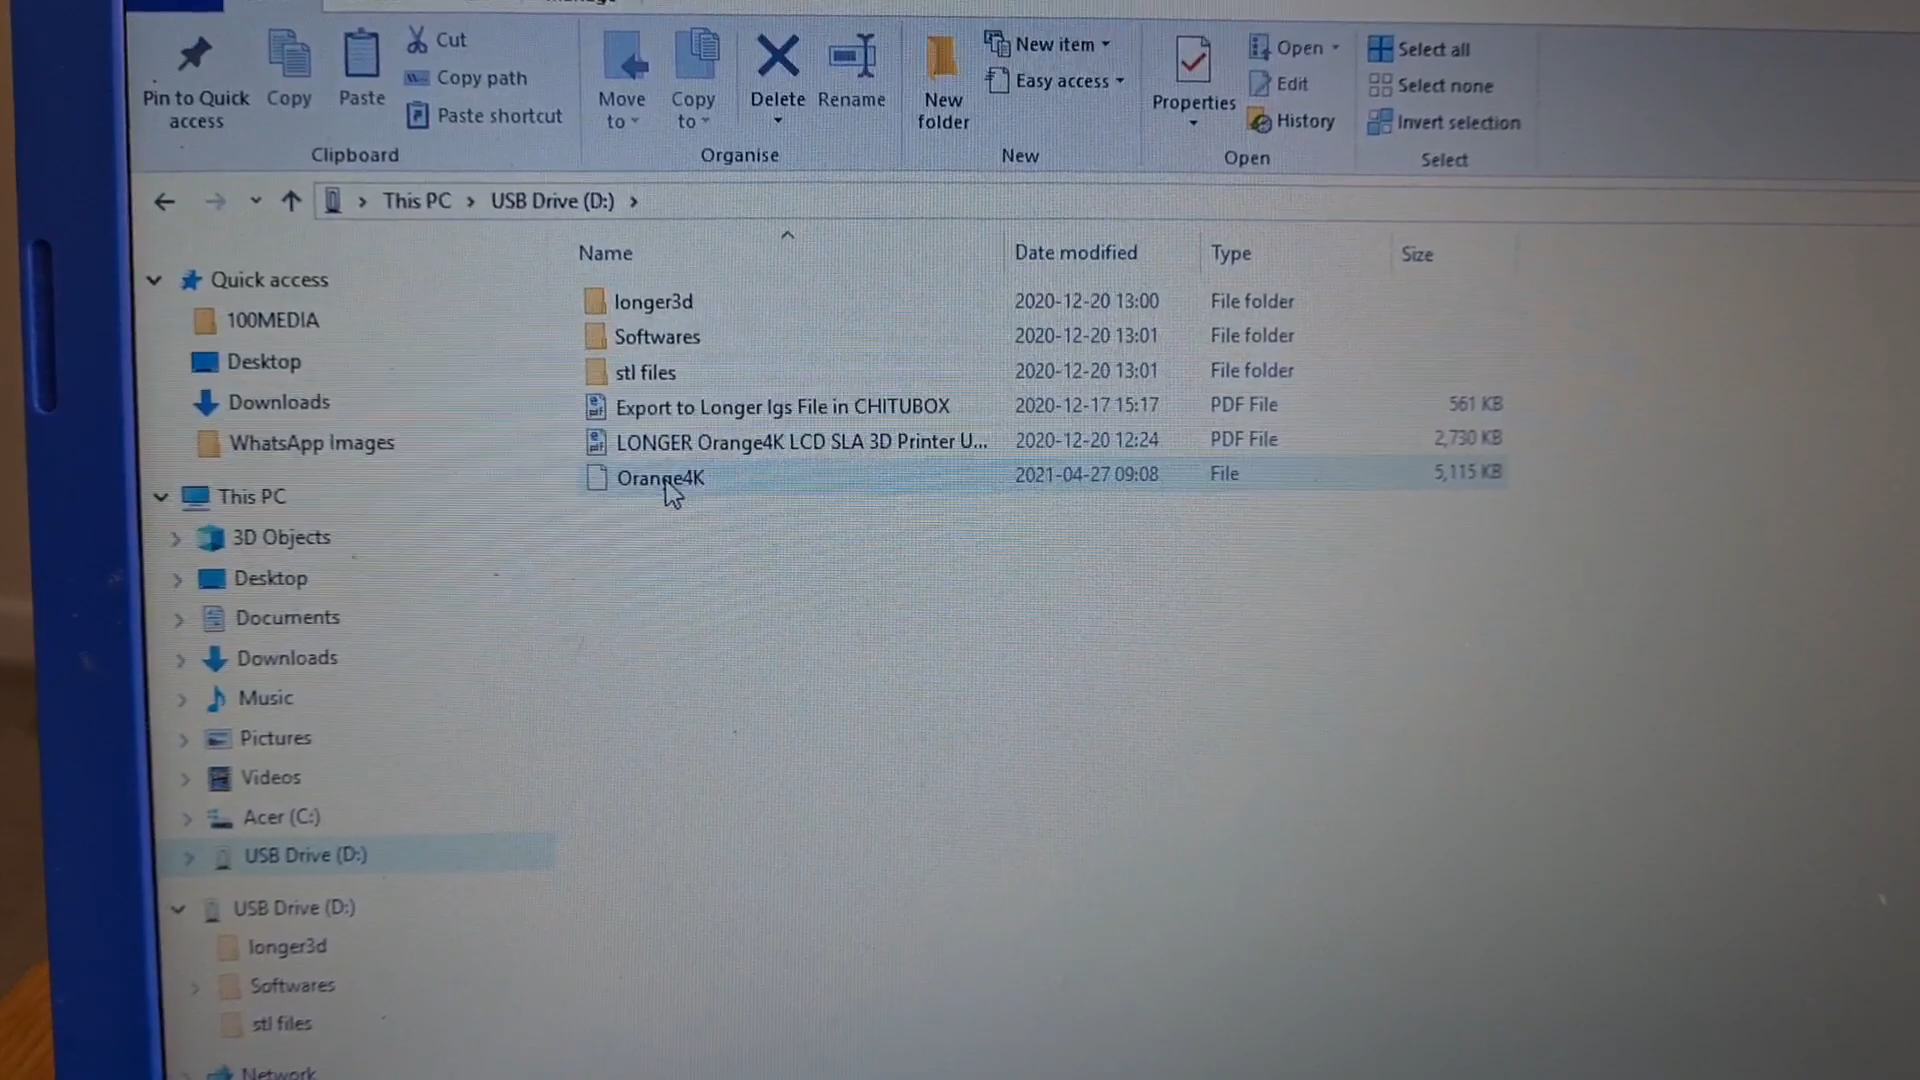 Pin to Quick access
Copy
Paste
Cut
Copy path
Paste shortcut
Clipboard
Move to
Copy to
Delete
Rename
Organise
New folder
New item
Easy access
New
Properties
Open
Edit
History
Open
Select all
Select none
Invert selection
Select
This PC > USB Drive (D:) >
Name Date modified Type Size
longer3d 2020-12-20 13:00 File folder
Softwares 2020-12-20 13:01 File folder
stl files 2020-12-20 13:01 File folder
Export to Longer lgs File in CHITUBOX 2020-12-17 15:17 PDF File 561 KB
LONGER Orange4K LCD SLA 3D Printer U... 2020-12-20 12:24 PDF File 2,730 KB
Orange4K 2021-04-27 09:08 File 5,115 KB
Quick access
100MEDIA
Desktop
Downloads
WhatsApp Images
This PC
3D Objects
Desktop
Documents
Downloads
Music
Pictures
Videos
Acer (C:)
USB Drive (D:)
USB Drive (D:)
longer3d
Softwares
stl files
Network